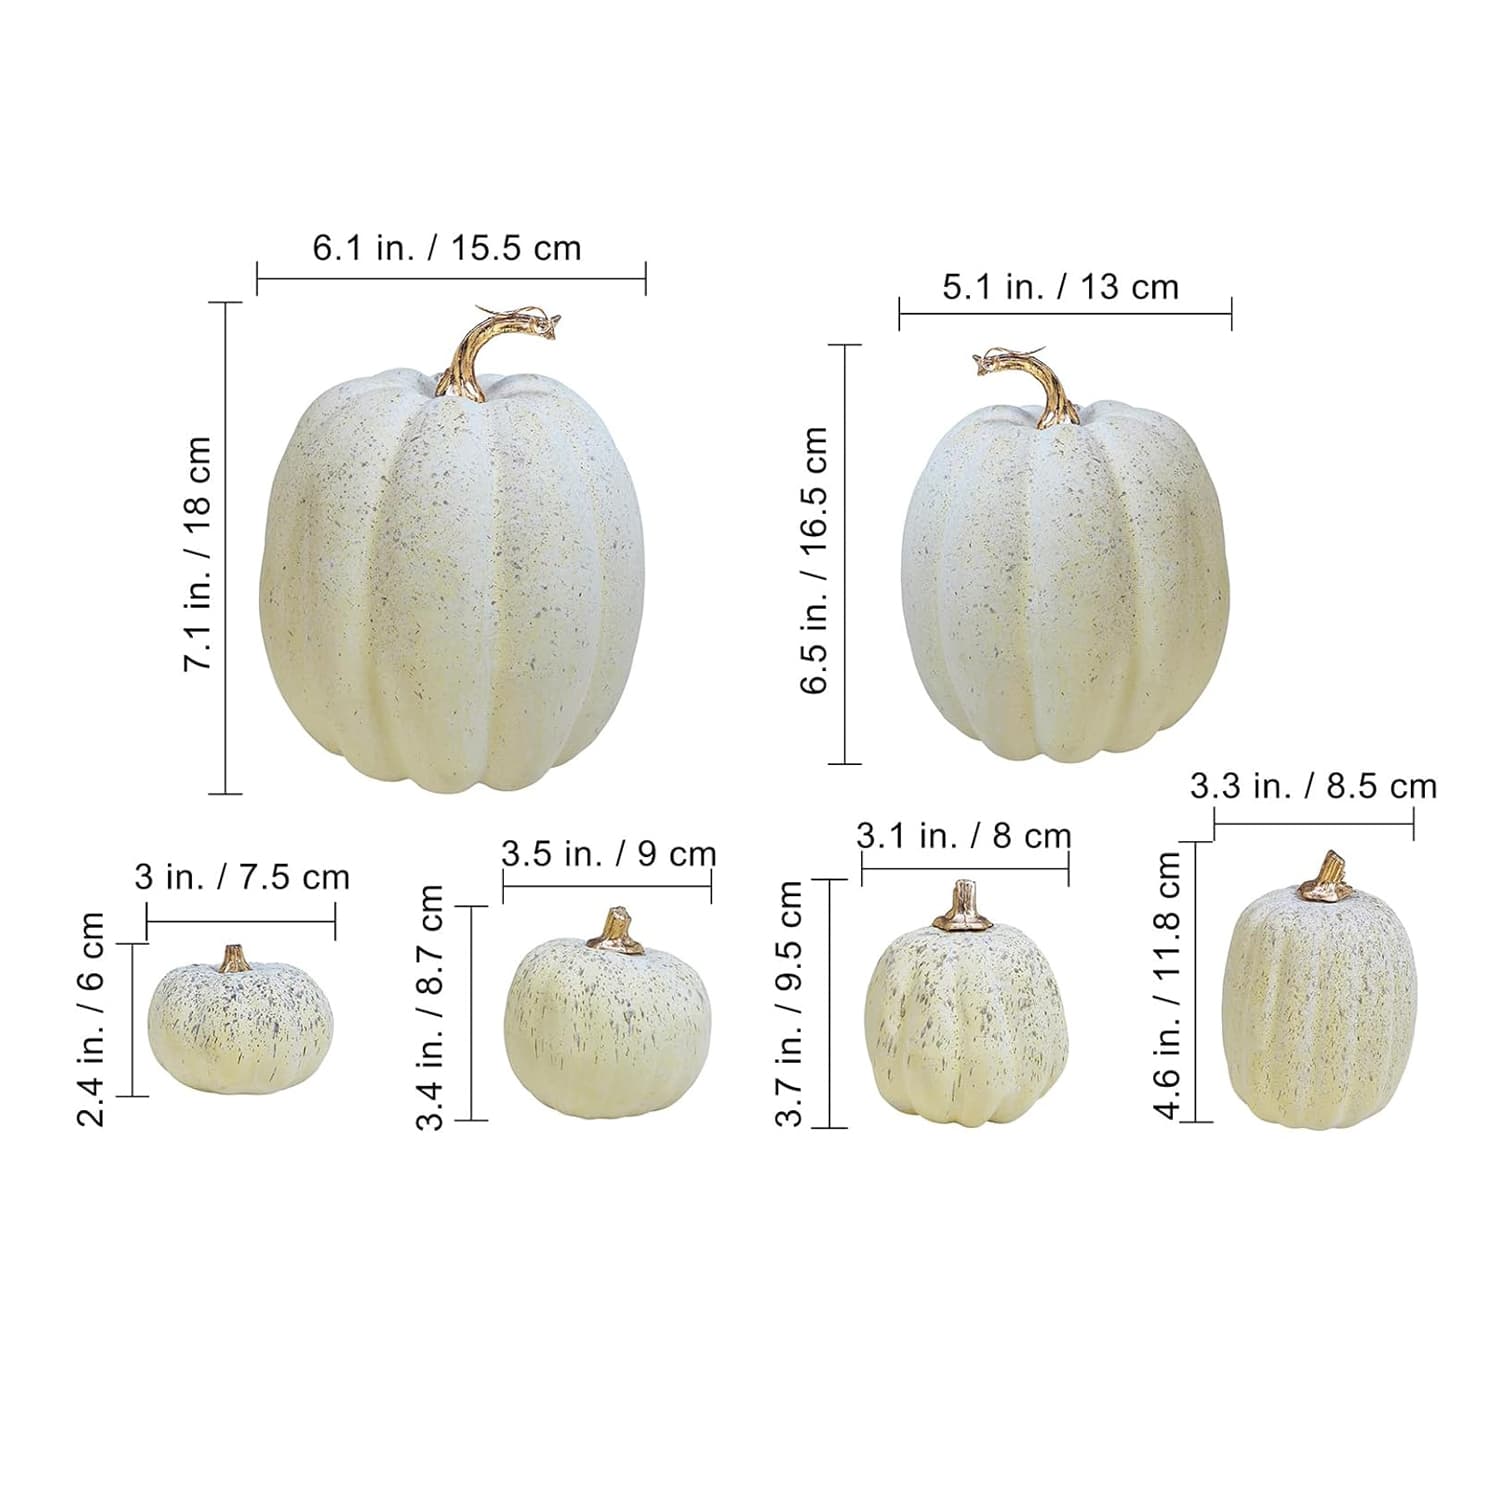 6.1 in. / 15.5 cm
7.1 in. / 18 cm
5.1 in. / 13 cm
6.5 in. / 16.5 cm
3 in. / 7.5 cm
2.4 in. / 6 cm
3.5 in. / 9 cm
3.4 in. / 8.7 cm
3.1 in. / 8 cm
3.7 in. / 9.5 cm
3.3 in. / 8.5 cm
4.6 in. / 11.8 cm